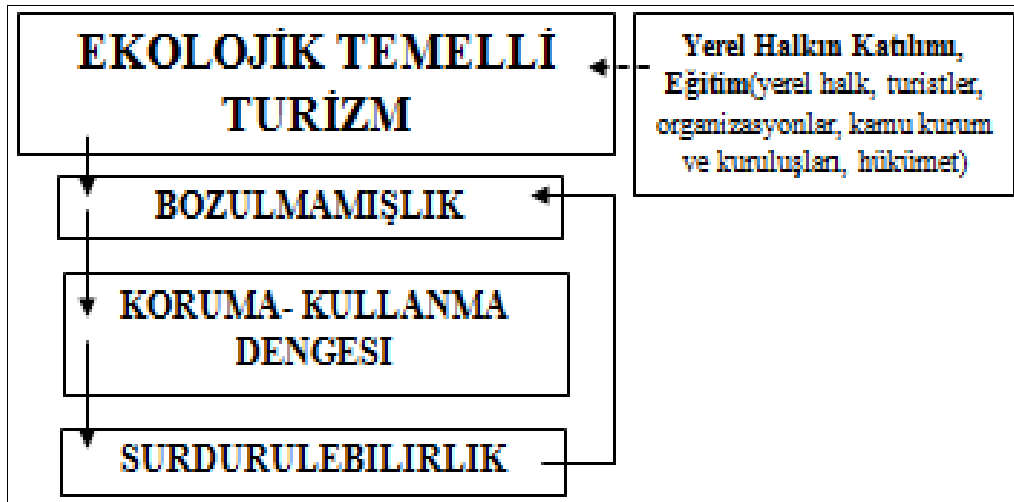 EKOLOJİK TEMELLİ
TURİZM
Yerel Halkın Katılımı,
Eğitim(yerel halk, turistler,
organizasyonlar, kamu kurum
ve kuruluşları, hükümet)
BOZULMAMIŞLIK
KORUMA- KULLANMA
DENGESI
SURDURULEBILIRLIK